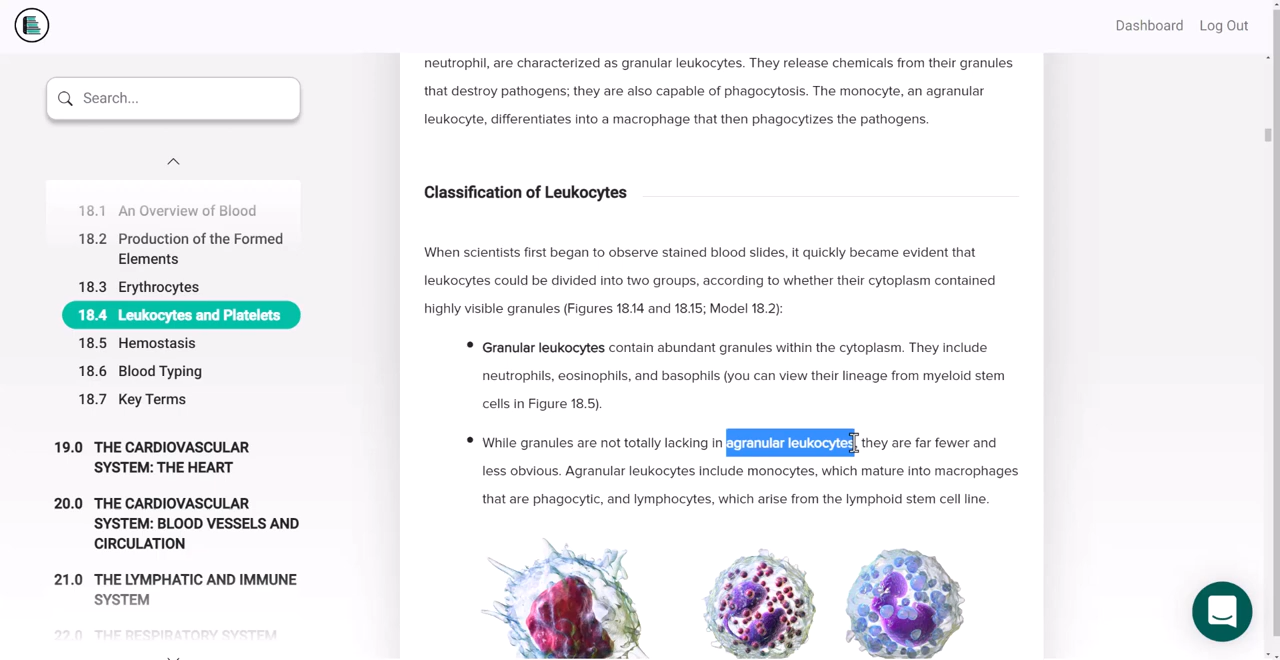 Dashboard Log Out
Search...
18.1 An Overview of Blood
18.2 Production of the Formed
Elements
18.3 Erythrocytes
18.4 Leukocytes and Platelets
18.5 Hemostasis
18.6 Blood Typing
18.7 Key Terms
19.0 THE CARDIOVASCULAR
SYSTEM: THE HEART
20.0 THE CARDIOVASCULAR
SYSTEM: BLOOD VESSELS AND
CIRCULATION
21.0 THE LYMPHATIC AND IMMUNE
SYSTEM
22.0 THE RESPIRATORY SYSTEM
neutrophil, are characterized as granular leukocytes. They release chemicals from their granules
that destroy pathogens; they are also capable of phagocytosis. The monocyte, an agranular
leukocyte, differentiates into a macrophage that then phagocytizes the pathogens.
Classification of Leukocytes
When scientists first began to observe stained blood slides, it quickly became evident that
leukocytes could be divided into two groups, according to whether their cytoplasm contained
highly visible granules (Figures 18.14 and 18.15; Model 18.2):
• Granular leukocytes contain abundant granules within the cytoplasm. They include
neutrophils, eosinophils, and basophils (you can view their lineage from myeloid stem
cells in Figure 18.5).
• While granules are not totally lacking in agranular leukocytes, they are far fewer and
less obvious. Agranular leukocytes include monocytes, which mature into macrophages
that are phagocytic, and lymphocytes, which arise from the lymphoid stem cell line.